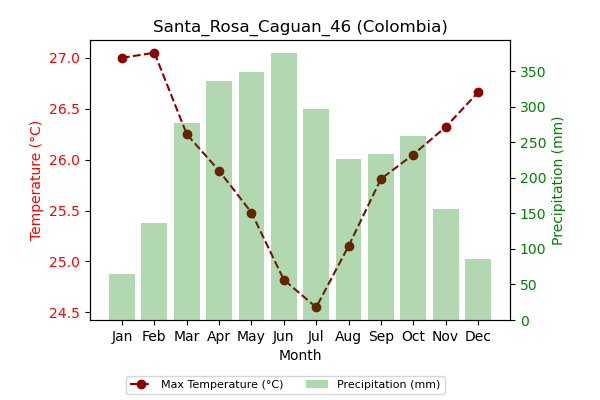 Santa_Rosa_Caguan_46 (Colombia)
27.0
26.5
26.0
25.5
25.0
24.5
Temperature (°C)
350
300
250
200
150
100
50
0
Precipitation (mm)
Jan Feb Mar Apr May Jun Jul Aug Sep Oct Nov Dec
Month
Max Temperature (°C) Precipitation (mm)